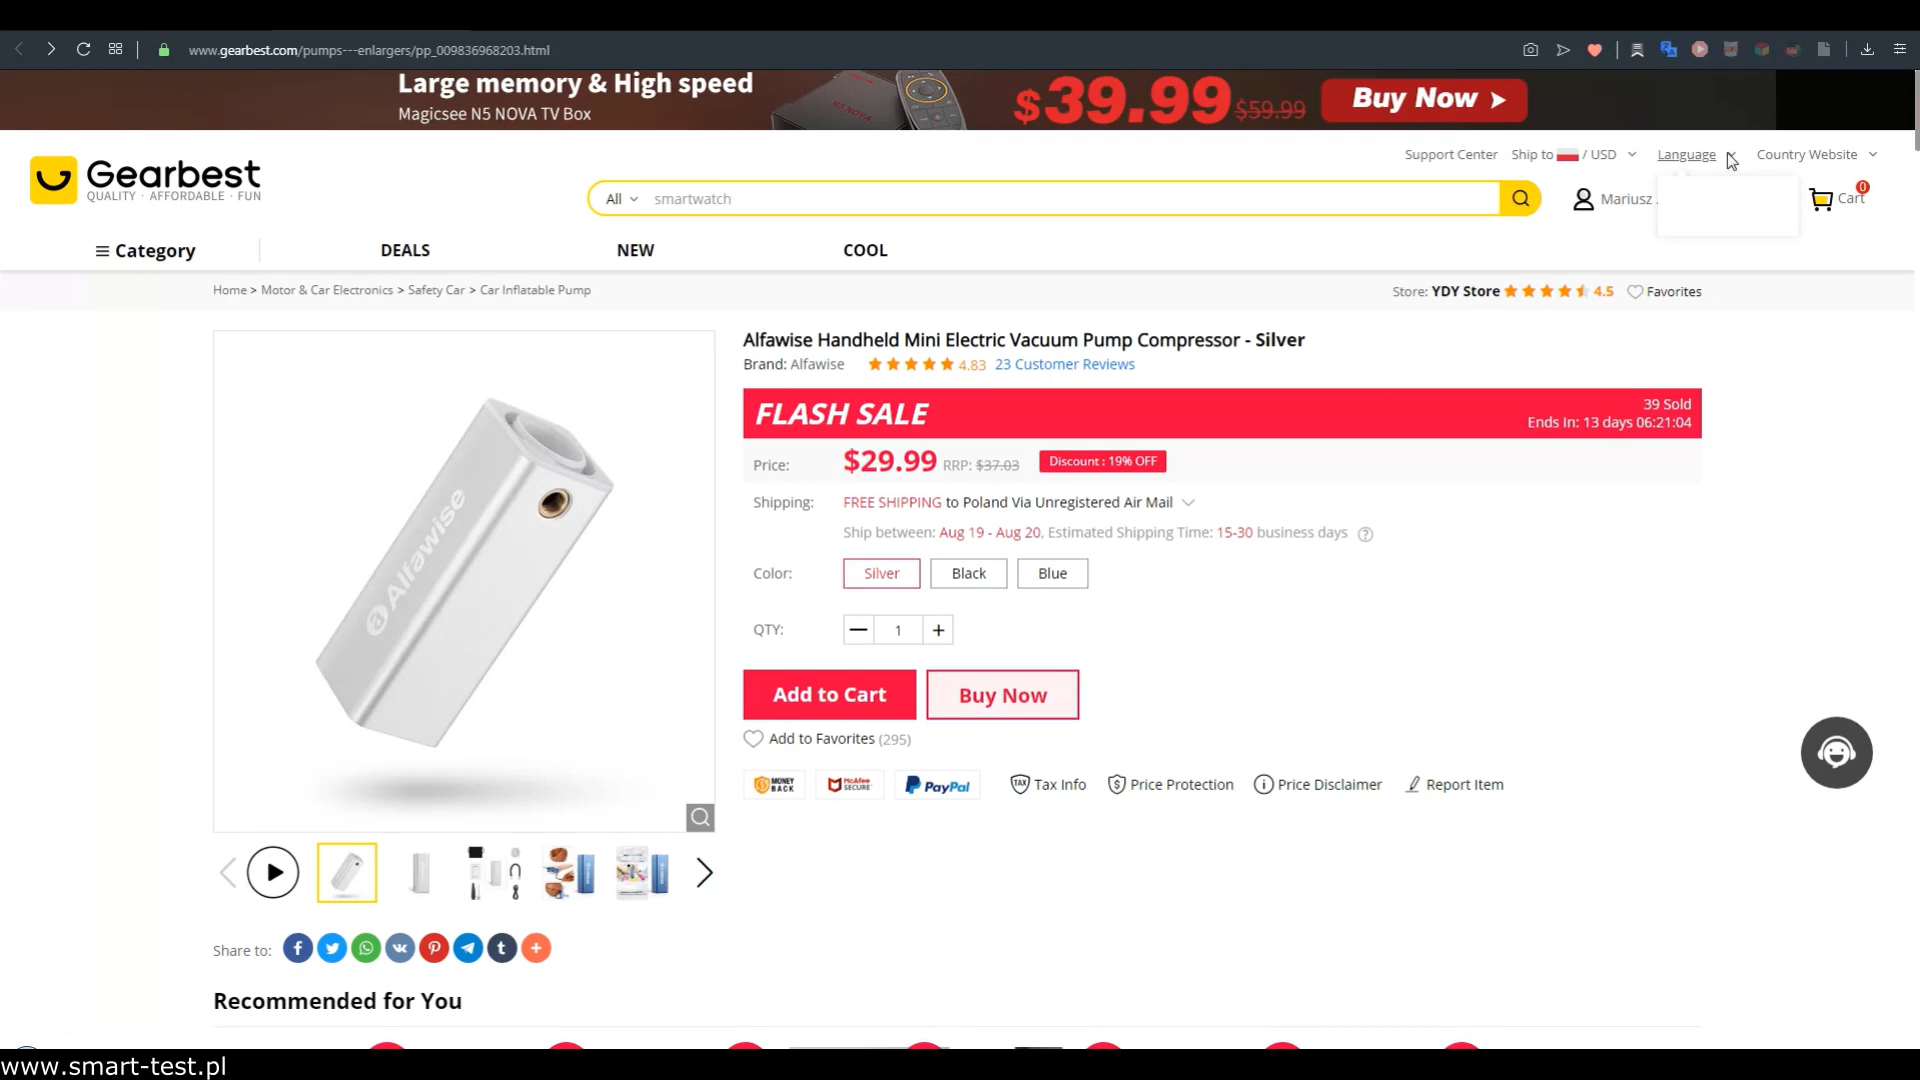 www.gearbest.com/pumps---enlargers/pp_009836968203.html
Large memory & High speed
Magicsee N5 NOVA TV Box
$39.99 $59.99
Buy Now
Support Center
Ship to / USD
Language
Country Website
Gearbest
QUALITY · AFFORDABLE · FUN
All
smartwatch
Mariusz
0
Cart
Category
DEALS
NEW
COOL
Home > Motor & Car Electronics > Safety Car > Car Inflatable Pump
Store: YDY Store 4.5 Favorites
Alfawise Handheld Mini Electric Vacuum Pump Compressor - Silver
Brand: Alfawise 4.83 23 Customer Reviews
FLASH SALE
39 Sold
Ends In: 13 days 06:21:04
Price: $29.99 RRP: $37.03 Discount : 19% OFF
Shipping: FREE SHIPPING to Poland Via Unregistered Air Mail
Ship between: Aug 19 - Aug 20, Estimated Shipping Time: 15-30 business days
Color: Silver Black Blue
QTY: 1
Add to Cart
Buy Now
Add to Favorites (295)
MONEY BACK
McAfee SECURE
PayPal
TAX Tax Info
Price Protection
Price Disclaimer
Report Item
Alfawise
Share to:
Recommended for You
www.smart-test.pl